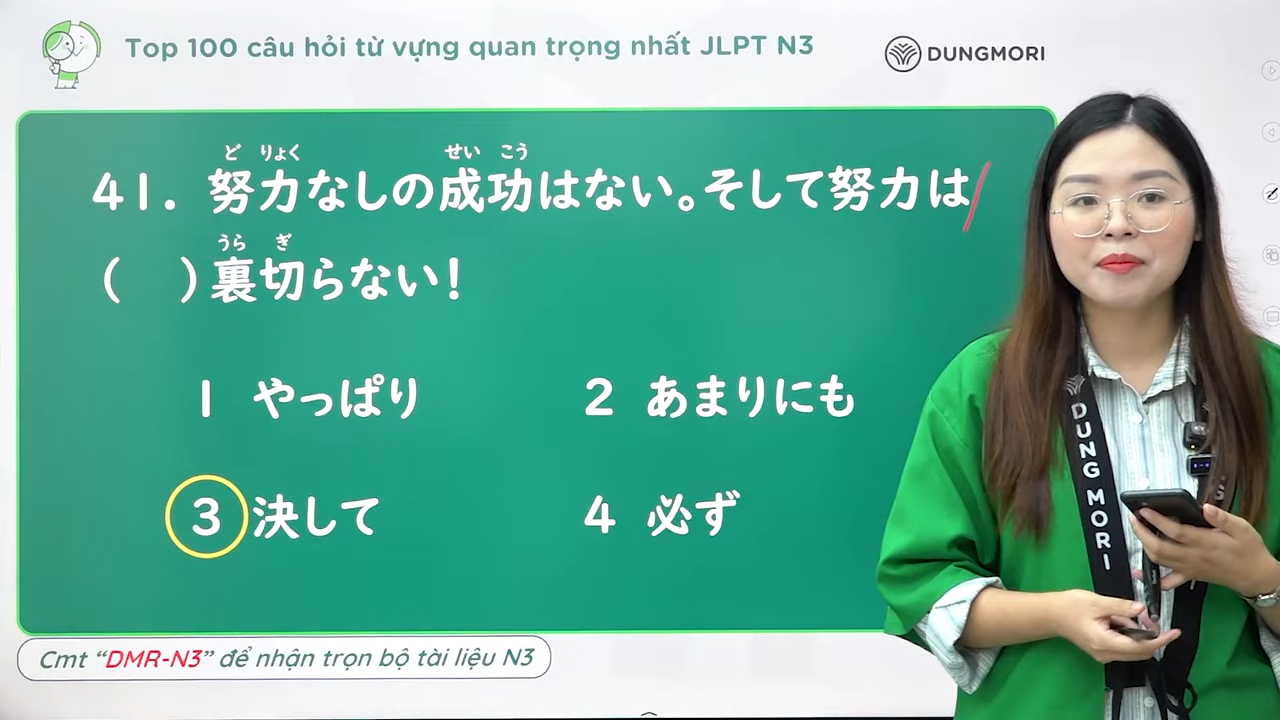 Top 100 câu hỏi từ vựng quan trọng nhất JLPT N3
DUNGMORI
ど りょく せい こう
41. 努力なしの成功はない。そして努力は
うら ぎ
( )裏切らない!
1 やっぱり 2 あまりにも
3 決して 4 必ず
Cmt “DMR-N3” để nhận trọn bộ tài liệu N3
DUNG MORI